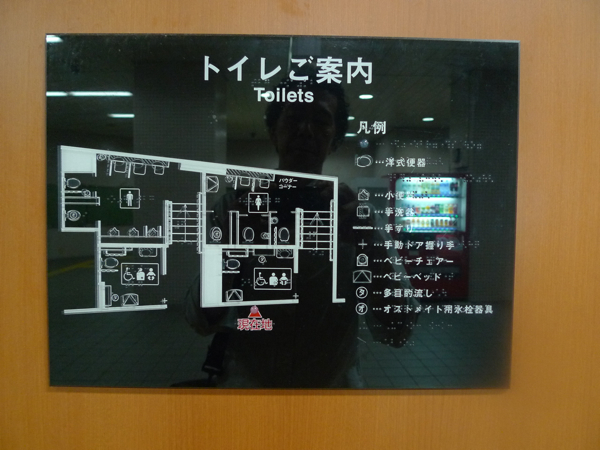 トイレご案内
Toilets
凡例
…洋式便器
…小便器
…手洗器
…手すり
…手動ドア握り手
…ベビーチェアー
…ベビーベッド
タ…多目的流し
オ…オストメイト用水栓器具
パウダー
コーナー
現在地